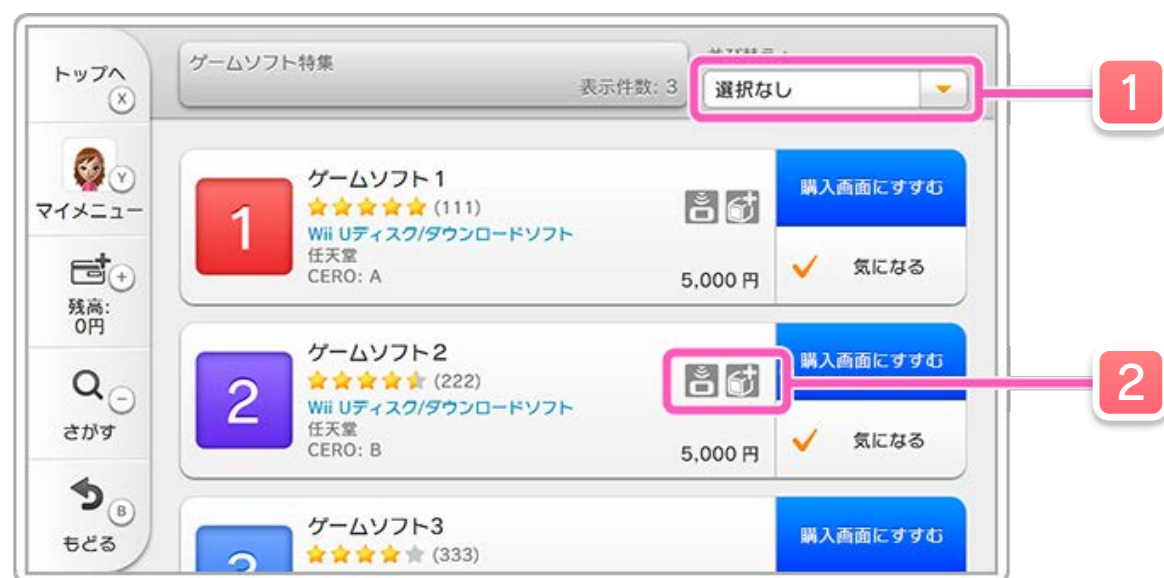 トップへ
X
Y
マイメニュー
+
残高:
0円
−
さがす
B
もどる
ゲームソフト特集
表示件数: 3
選択なし
1
1
ゲームソフト1
(111)
Wii Uディスク/ダウンロードソフト
任天堂
CERO: A
5,000 円
購入画面にすすむ
気になる
2
ゲームソフト2
(222)
Wii Uディスク/ダウンロードソフト
任天堂
CERO: B
5,000 円
購入画面にすすむ
気になる
2
ゲームソフト3
(333)
購入画面にすすむ